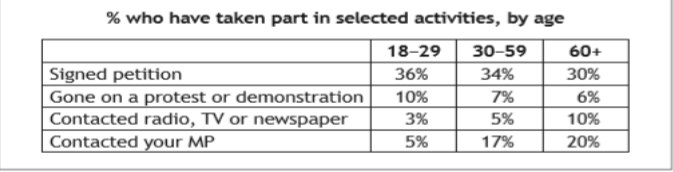 % who have taken part in selected activities, by age
18–29 30–59 60+
Signed petition 36% 34% 30%
Gone on a protest or demonstration 10% 7% 6%
Contacted radio, TV or newspaper 3% 5% 10%
Contacted your MP 5% 17% 20%